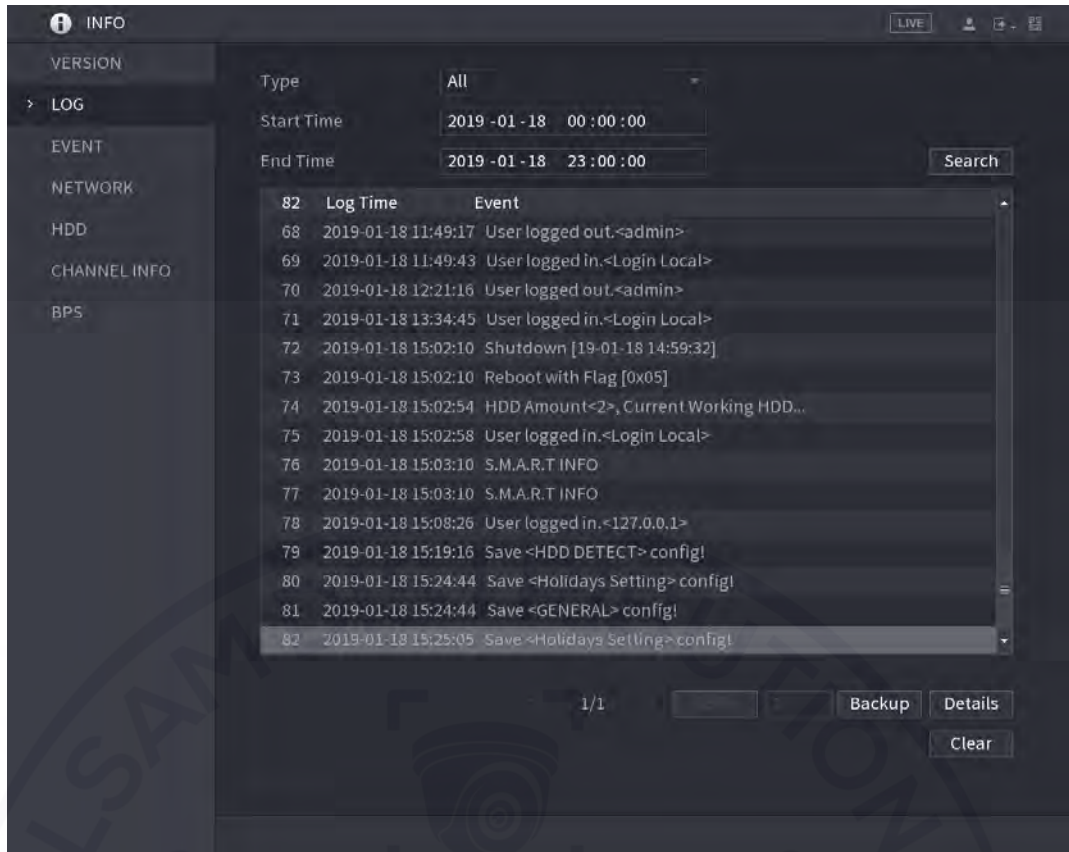 INFO
LIVE
VERSION
LOG
EVENT
NETWORK
HDD
CHANNEL INFO
BPS
Type All
Start Time 2019 -01 -18 00 :00 :00
End Time 2019 -01 -18 23 :00 :00
Search
82 Log Time Event
68 2019-01-18 11:49:17 User logged out.<admin>
69 2019-01-18 11:49:43 User logged in.<Login Local>
70 2019-01-18 12:21:16 User logged out.<admin>
71 2019-01-18 13:34:45 User logged in.<Login Local>
72 2019-01-18 15:02:10 Shutdown [19-01-18 14:59:32]
73 2019-01-18 15:02:10 Reboot with Flag [0x05]
74 2019-01-18 15:02:54 HDD Amount<2>, Current Working HDD...
75 2019-01-18 15:02:58 User logged in.<Login Local>
76 2019-01-18 15:03:10 S.M.A.R.T INFO
77 2019-01-18 15:03:10 S.M.A.R.T INFO
78 2019-01-18 15:08:26 User logged in.<127.0.0.1>
79 2019-01-18 15:19:16 Save <HDD DETECT> config!
80 2019-01-18 15:24:44 Save <Holidays Setting> config!
81 2019-01-18 15:24:44 Save <GENERAL> config!
82 2019-01-18 15:25:05 Save <Holidays Setting> config!
1/1
Backup
Details
Clear